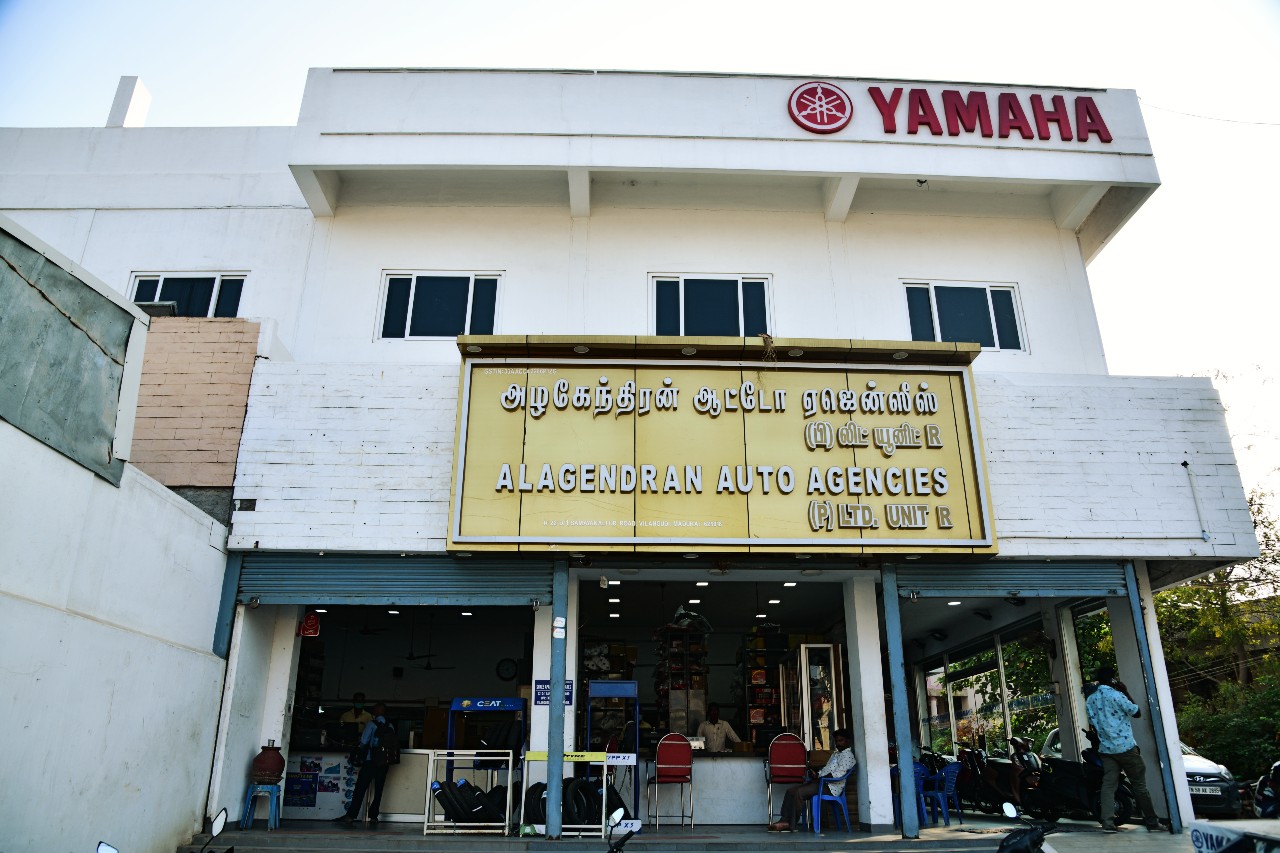 YAMAHA
அழகேந்திரன் ஆட்டோ ஏஜென்ஸீஸ்
(பி) லிட் யூனிட் R
ALAGENDRAN AUTO AGENCIES
(P) LTD. UNIT R
CEAT